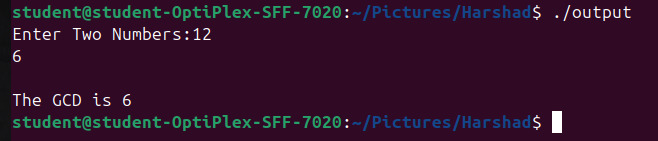 student@student-OptiPlex-SFF-7020:~/Pictures/Harshad$ ./output
Enter Two Numbers:12
6
The GCD is 6
student@student-OptiPlex-SFF-7020:~/Pictures/Harshad$